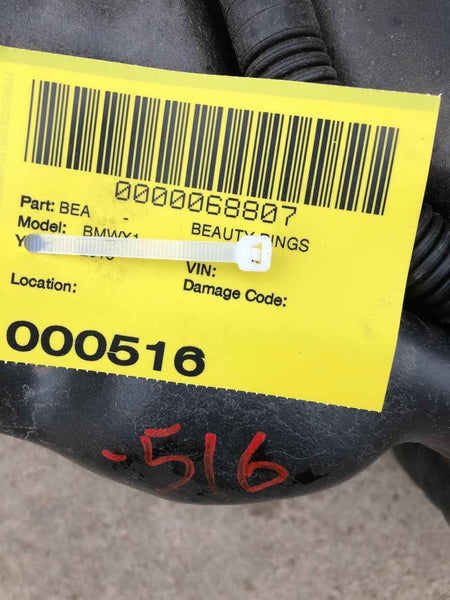 0000068807
Part: BEA -
Model: BMWX1 BEAUTY RINGS
VIN:
Location: Damage Code:
000516
-516